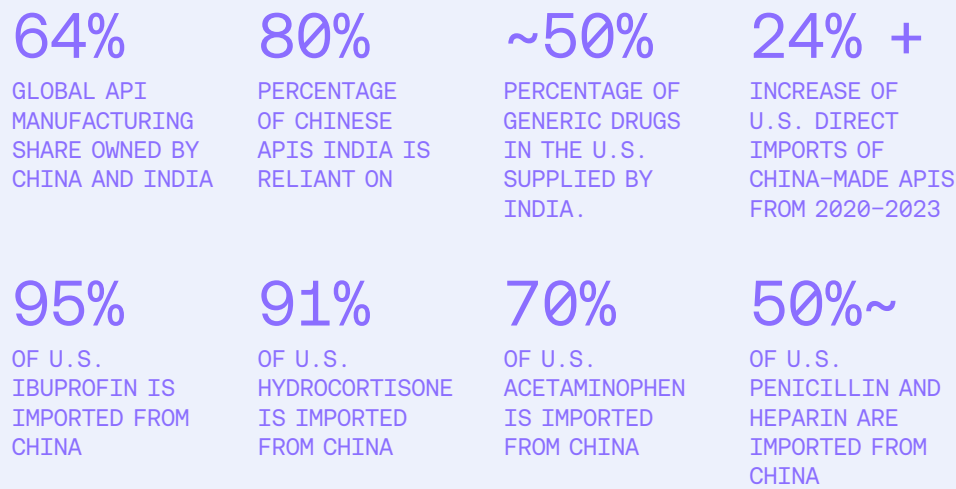 64%
GLOBAL API
MANUFACTURING
SHARE OWNED BY
CHINA AND INDIA
80%
PERCENTAGE
OF CHINESE
APIS INDIA IS
RELIANT ON
~50%
PERCENTAGE OF
GENERIC DRUGS
IN THE U.S.
SUPPLIED BY
INDIA.
24% +
INCREASE OF
U.S. DIRECT
IMPORTS OF
CHINA–MADE APIS
FROM 2020–2023
95%
OF U.S.
IBUPROFIN IS
IMPORTED FROM
CHINA
91%
OF U.S.
HYDROCORTISONE
IS IMPORTED
FROM CHINA
70%
OF U.S.
ACETAMINOPHEN
IS IMPORTED
FROM CHINA
50%~
OF U.S.
PENICILLIN AND
HEPARIN ARE
IMPORTED FROM
CHINA